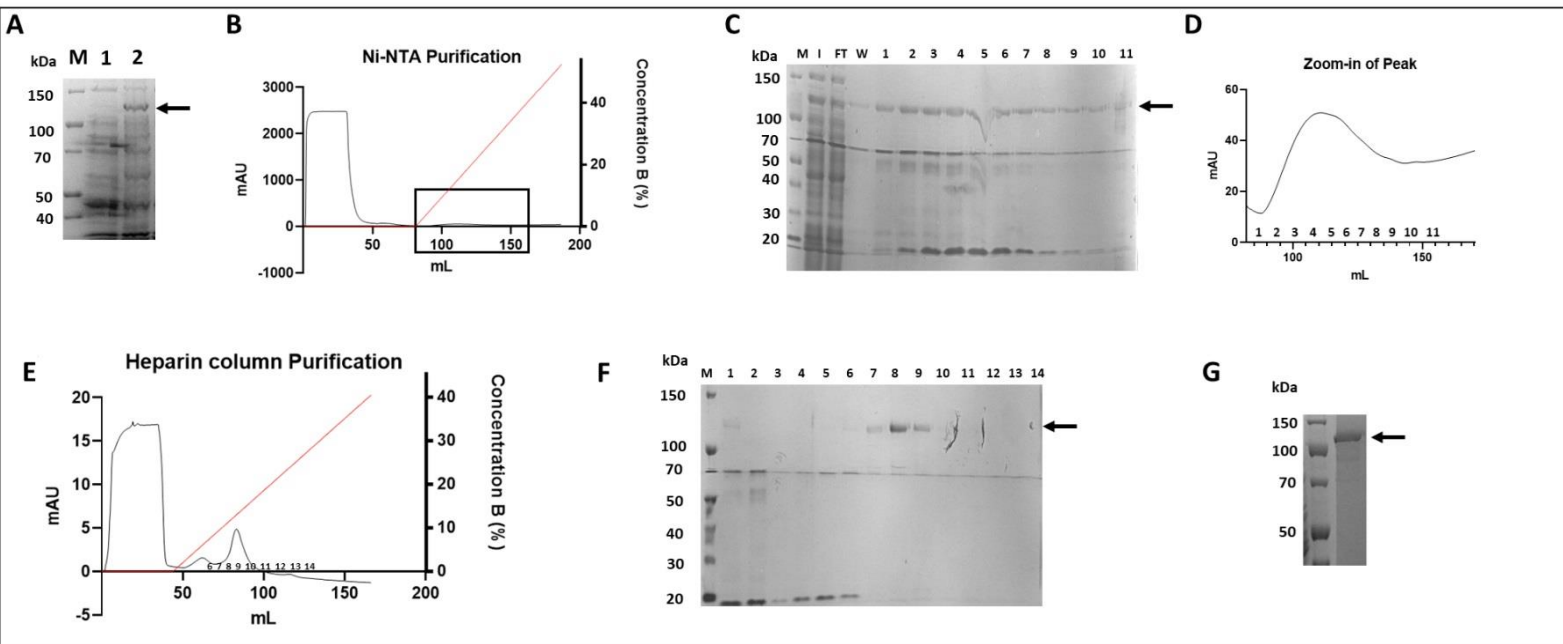 A
kDa M 1 2
150
100
70
50
40
B
Ni-NTA Purification
3000
2000
1000
0
-1000
mAU
50 100 150 200
mL
40
20
0
Concentration B (%)
C
kDa M I FT W 1 2 3 4 5 6 7 8 9 10 11
150
100
70
50
40
30
20
D
Zoom-in of Peak
60
40
20
0
mAU
1 2 3 4 5 6 7 8 9 10 11
100 150
mL
E
Heparin column Purification
20
15
10
5
0
-5
mAU
6 7 8 9 10 11 12 13 14
50 100 150 200
mL
40
30
20
10
0
Concentration B (%)
F
kDa
M 1 2 3 4 5 6 7 8 9 10 11 12 13 14
150
100
70
50
40
30
20
G
kDa
150
100
70
50